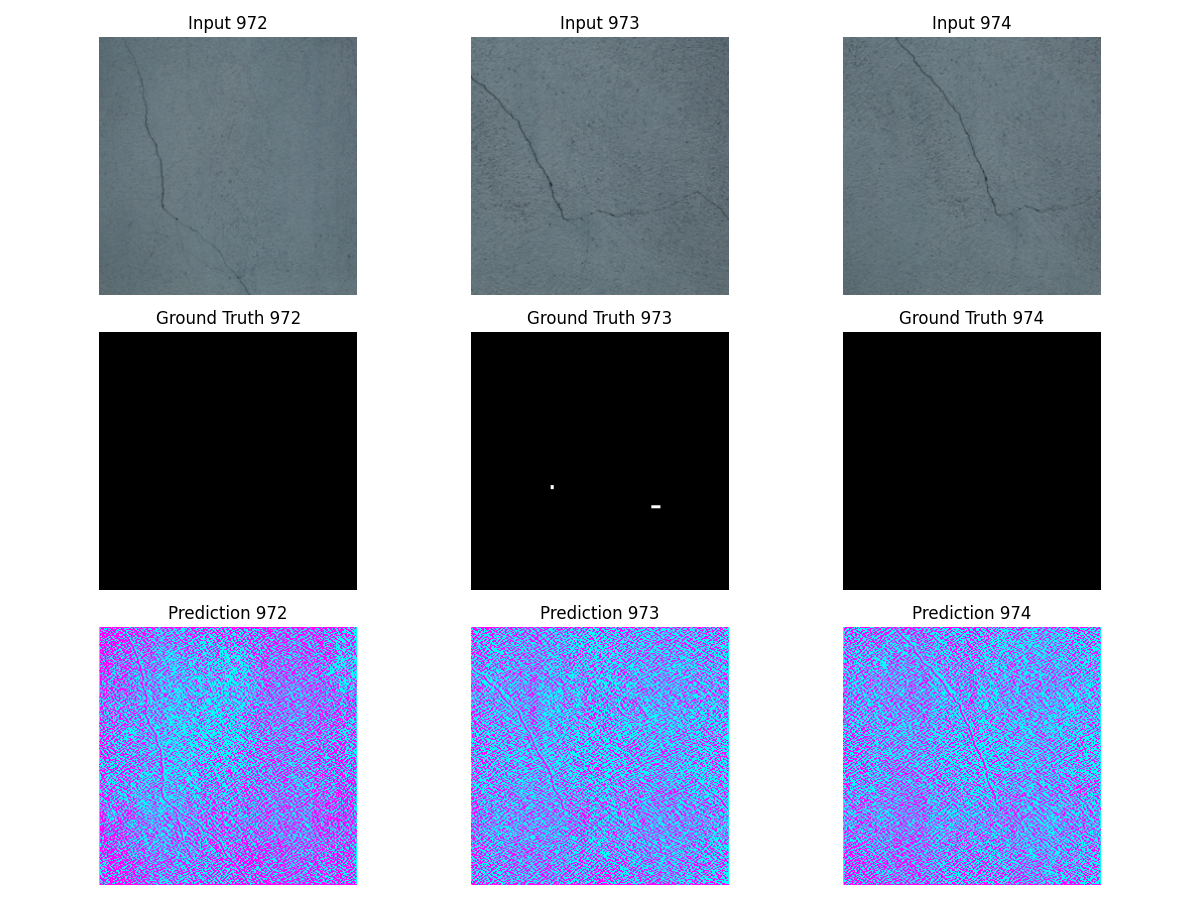 Input 972
Input 973
Input 974
Ground Truth 972
Ground Truth 973
Ground Truth 974
Prediction 972
Prediction 973
Prediction 974